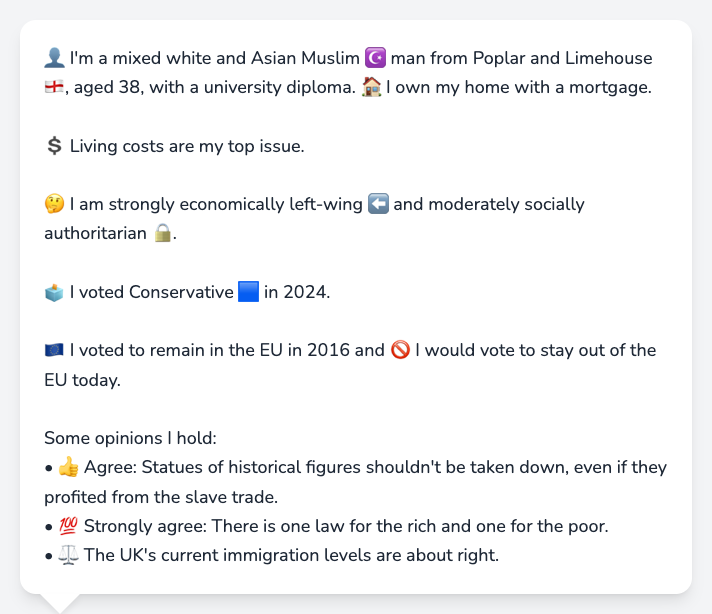 👤 I'm a mixed white and Asian Muslim ☪️ man from Poplar and Limehouse
🏴󠁧󠁢󠁥󠁮󠁧󠁿, aged 38, with a university diploma. 🏠 I own my home with a mortgage.
💲 Living costs are my top issue.
🤔 I am strongly economically left-wing ⬅️ and moderately socially
authoritarian 🔒.
🗳️ I voted Conservative 🟦 in 2024.
🇪🇺 I voted to remain in the EU in 2016 and 🚫 I would vote to stay out of the
EU today.
Some opinions I hold:
• 👍 Agree: Statues of historical figures shouldn't be taken down, even if they
profited from the slave trade.
• 💯 Strongly agree: There is one law for the rich and one for the poor.
• ⚖️ The UK's current immigration levels are about right.